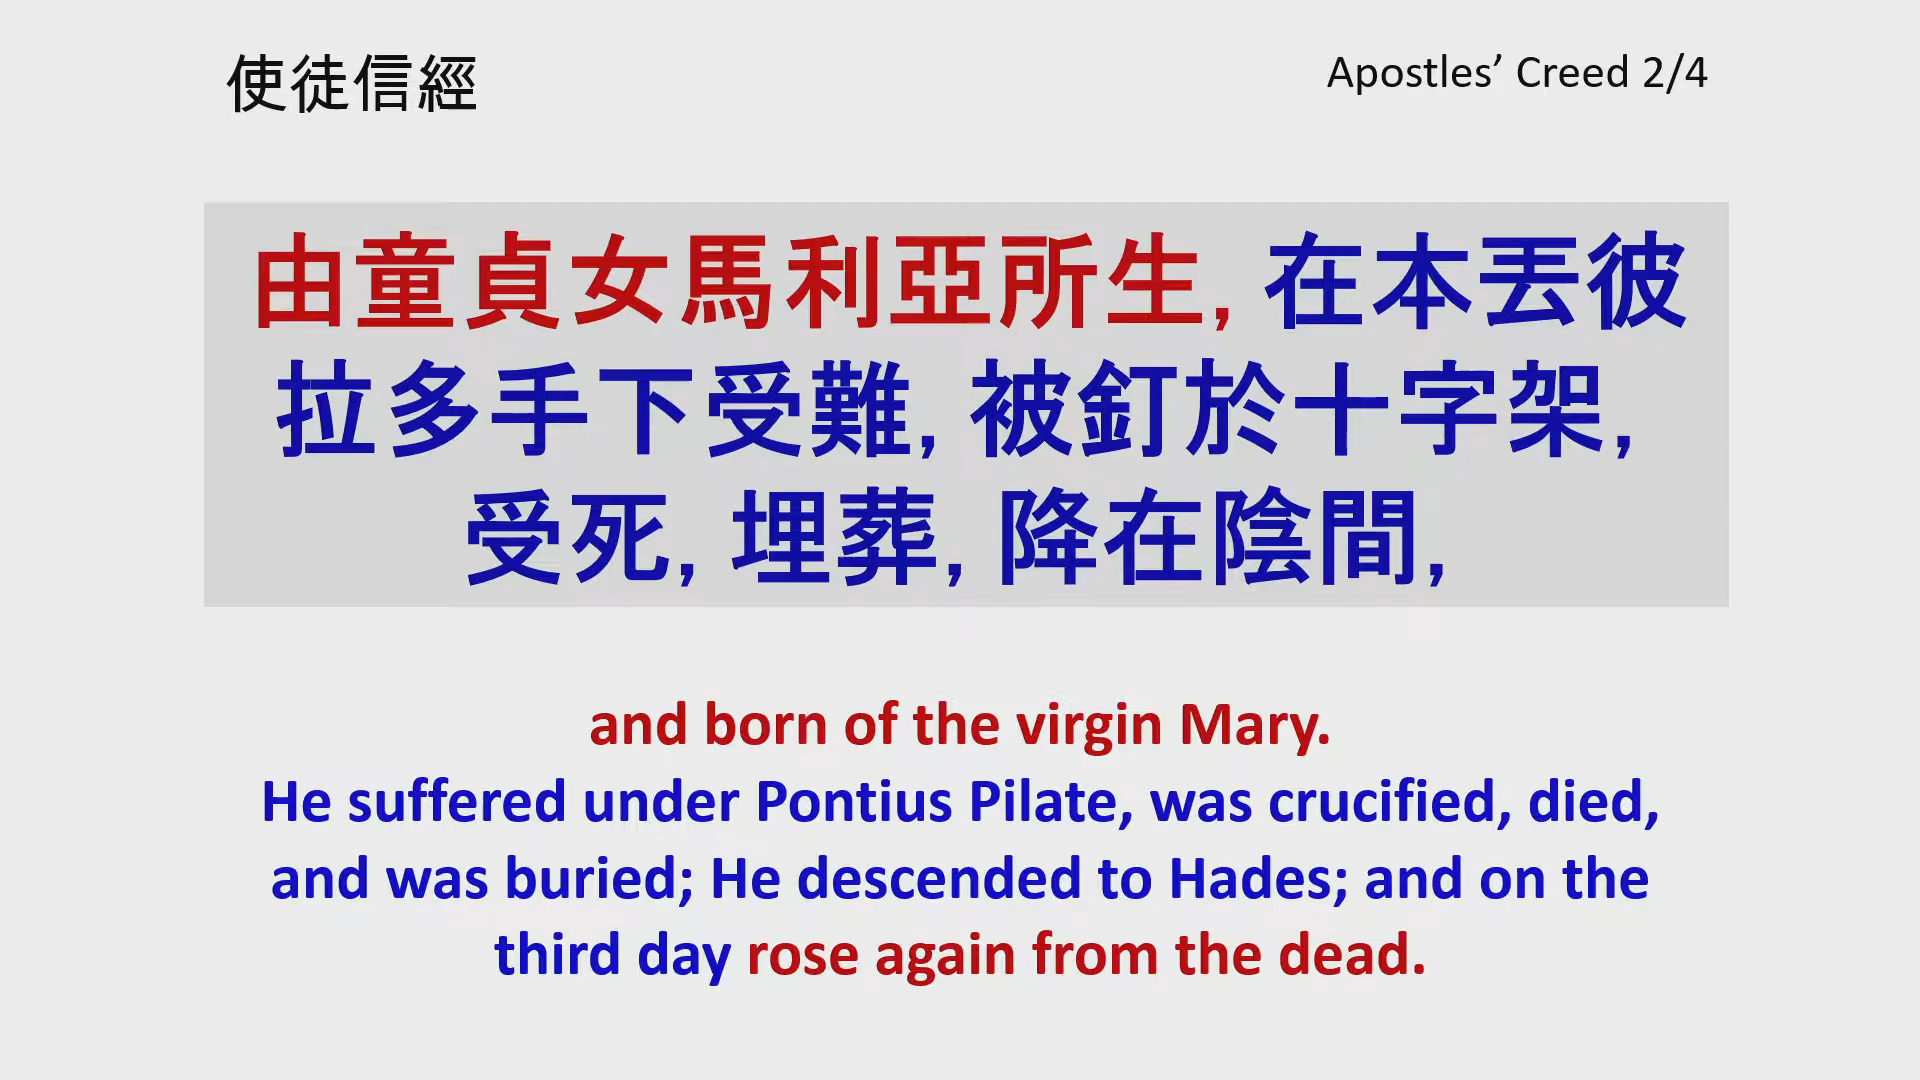 使徒信經
Apostles’ Creed 2/4
由童貞女馬利亞所生, 在本丟彼
拉多手下受難, 被釘於十字架,
受死, 埋葬, 降在陰間,
and born of the virgin Mary.
He suffered under Pontius Pilate, was crucified, died,
and was buried; He descended to Hades; and on the
third day rose again from the dead.